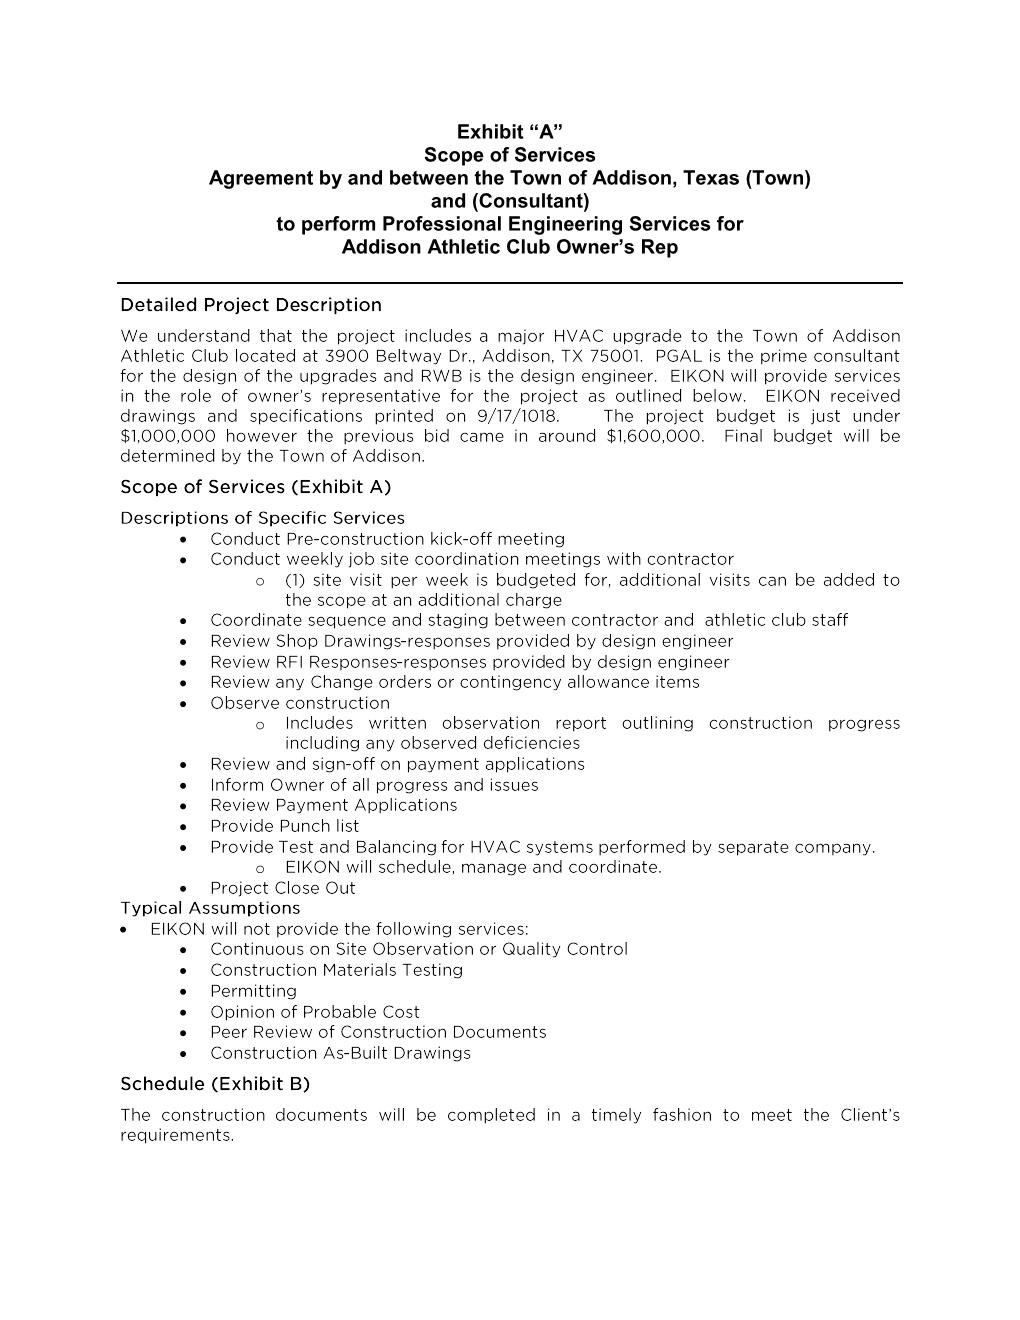 Exhibit “A”
Scope of Services
Agreement by and between the Town of Addison, Texas (Town)
and (Consultant)
to perform Professional Engineering Services for
Addison Athletic Club Owner’s Rep
Detailed Project Description
We understand that the project includes a major HVAC upgrade to the Town of Addison
Athletic Club located at 3900 Beltway Dr., Addison, TX 75001. PGAL is the prime consultant
for the design of the upgrades and RWB is the design engineer. EIKON will provide services
in the role of owner’s representative for the project as outlined below. EIKON received
drawings and specifications printed on 9/17/1018. The project budget is just under
$1,000,000 however the previous bid came in around $1,600,000. Final budget will be
determined by the Town of Addison.
Scope of Services (Exhibit A)
Descriptions of Specific Services
• Conduct Pre-construction kick-off meeting
• Conduct weekly job site coordination meetings with contractor
o (1) site visit per week is budgeted for, additional visits can be added to
the scope at an additional charge
• Coordinate sequence and staging between contractor and athletic club staff
• Review Shop Drawings-responses provided by design engineer
• Review RFI Responses-responses provided by design engineer
• Review any Change orders or contingency allowance items
• Observe construction
o Includes written observation report outlining construction progress
including any observed deficiencies
• Review and sign-off on payment applications
• Inform Owner of all progress and issues
• Review Payment Applications
• Provide Punch list
• Provide Test and Balancing for HVAC systems performed by separate company.
o EIKON will schedule, manage and coordinate.
• Project Close Out
Typical Assumptions
• EIKON will not provide the following services:
• Continuous on Site Observation or Quality Control
• Construction Materials Testing
• Permitting
• Opinion of Probable Cost
• Peer Review of Construction Documents
• Construction As-Built Drawings
Schedule (Exhibit B)
The construction documents will be completed in a timely fashion to meet the Client’s
requirements.